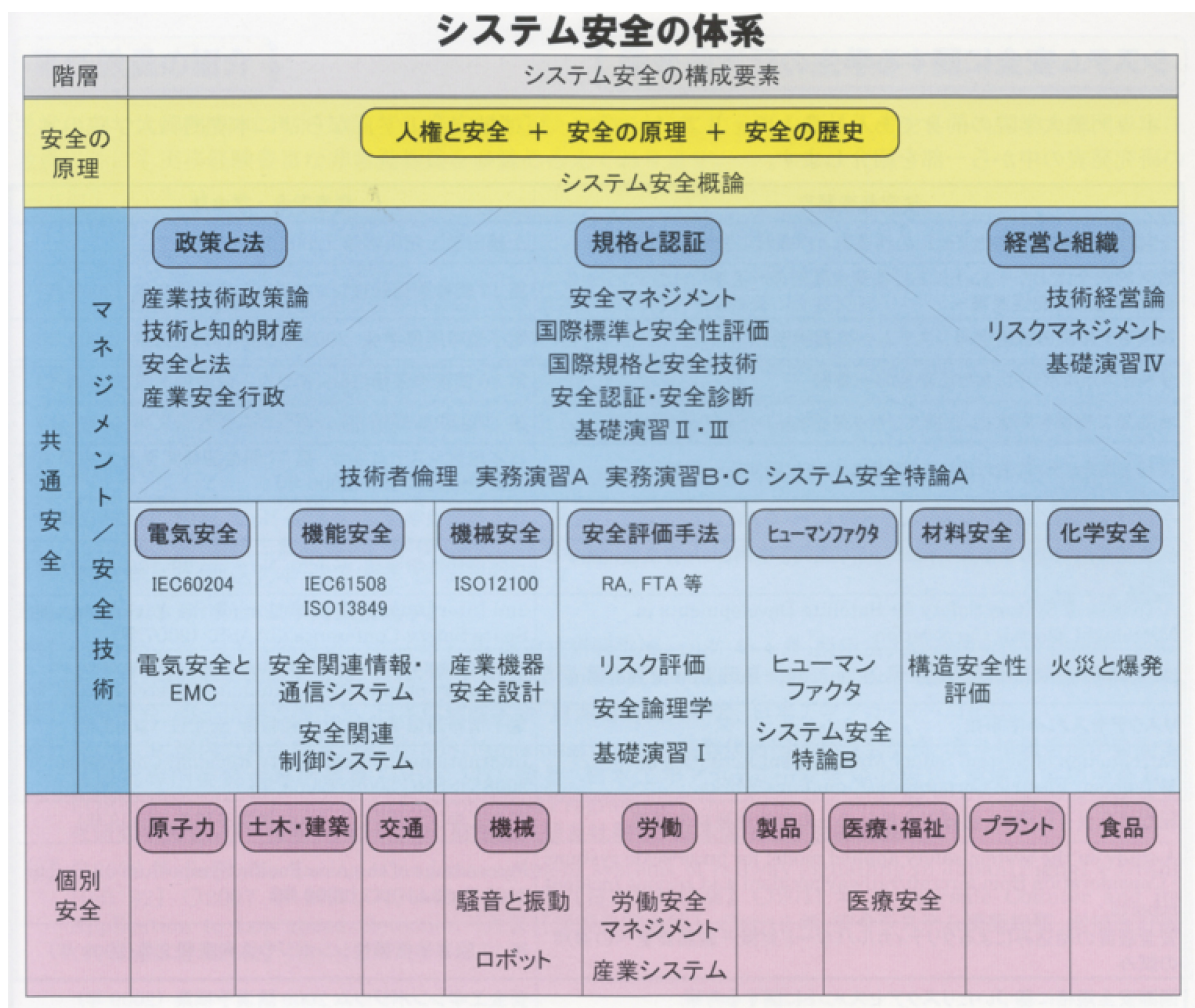 システム安全の体系
階層
システム安全の構成要素
安全の
原理
人権と安全 + 安全の原理 + 安全の歴史
システム安全概論
共通安全
マネジメント/安全技術
政策と法
産業技術政策論
技術と知的財産
安全と法
産業安全行政
規格と認証
安全マネジメント
国際標準と安全性評価
国際規格と安全技術
安全認証・安全診断
基礎演習Ⅱ・Ⅲ
経営と組織
技術経営論
リスクマネジメント
基礎演習Ⅳ
技術者倫理 実務演習A 実務演習B・C システム安全特論A
電気安全
IEC60204
電気安全と
EMC
機能安全
IEC61508
ISO13849
安全関連情報・
通信システム
安全関連
制御システム
機械安全
ISO12100
産業機器
安全設計
安全評価手法
RA, FTA 等
リスク評価
安全論理学
基礎演習Ⅰ
ヒューマンファクタ
ヒューマン
ファクタ
システム安全
特論B
材料安全
構造安全性
評価
化学安全
火災と爆発
個別
安全
原子力
土木・建築
交通
機械
騒音と振動
ロボット
労働
労働安全
マネジメント
産業システム
製品
医療・福祉
医療安全
プラント
食品